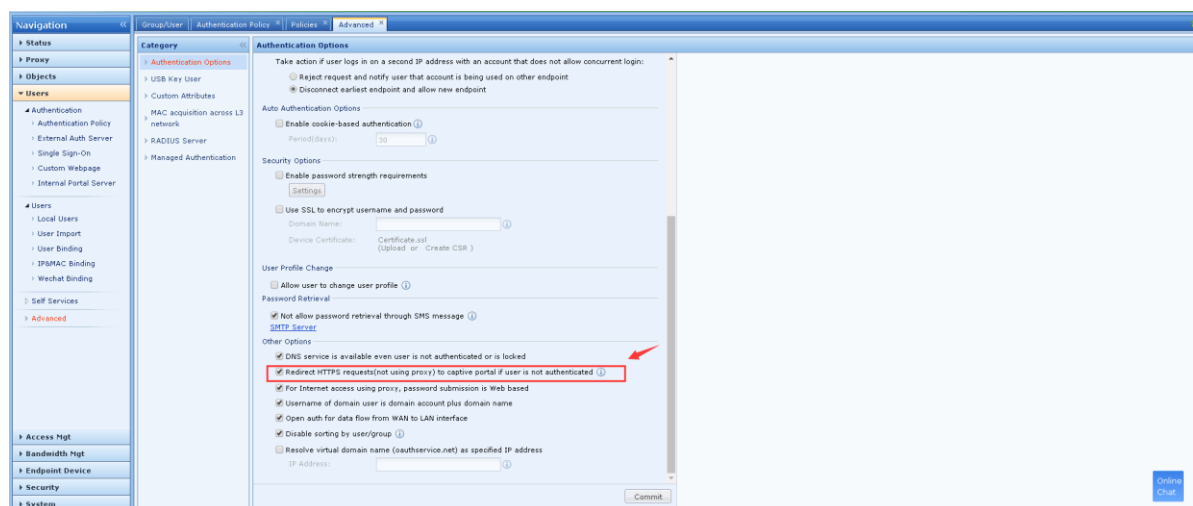 Navigation
Group/User
Authentication Policy
Policies
Advanced
Status
Proxy
Objects
Users
Authentication
Authentication Policy
External Auth Server
Single Sign-On
Custom Webpage
Internal Portal Server
Users
Local Users
User Import
User Binding
IP&MAC Binding
Wechat Binding
Self Services
Advanced
Access Mgt
Bandwidth Mgt
Endpoint Device
Security
System
Category
Authentication Options
USB Key User
Custom Attributes
MAC acquisition across L3
network
RADIUS Server
Managed Authentication
Authentication Options
Take action if user logs in on a second IP address with an account that does not allow concurrent login:
Reject request and notify user that account is being used on other endpoint
Disconnect earliest endpoint and allow new endpoint
Auto Authentication Options
Enable cookie-based authentication
Period(days): 30
Security Options
Enable password strength requirements
Settings
Use SSL to encrypt username and password
Domain Name:
Device Certificate: Certificate.ssl
(Upload or Create CSR )
User Profile Change
Allow user to change user profile
Password Retrieval
Not allow password retrieval through SMS message
SMTP Server
Other Options
DNS service is available even user is not authenticated or is locked
Redirect HTTPS requests(not using proxy) to captive portal if user is not authenticated
For Internet access using proxy, password submission is Web based
Username of domain user is domain account plus domain name
Open auth for data flow from WAN to LAN interface
Disable sorting by user/group
Resolve virtual domain name (oauthservice.net) as specified IP address
IP Address:
Commit
Online
Chat